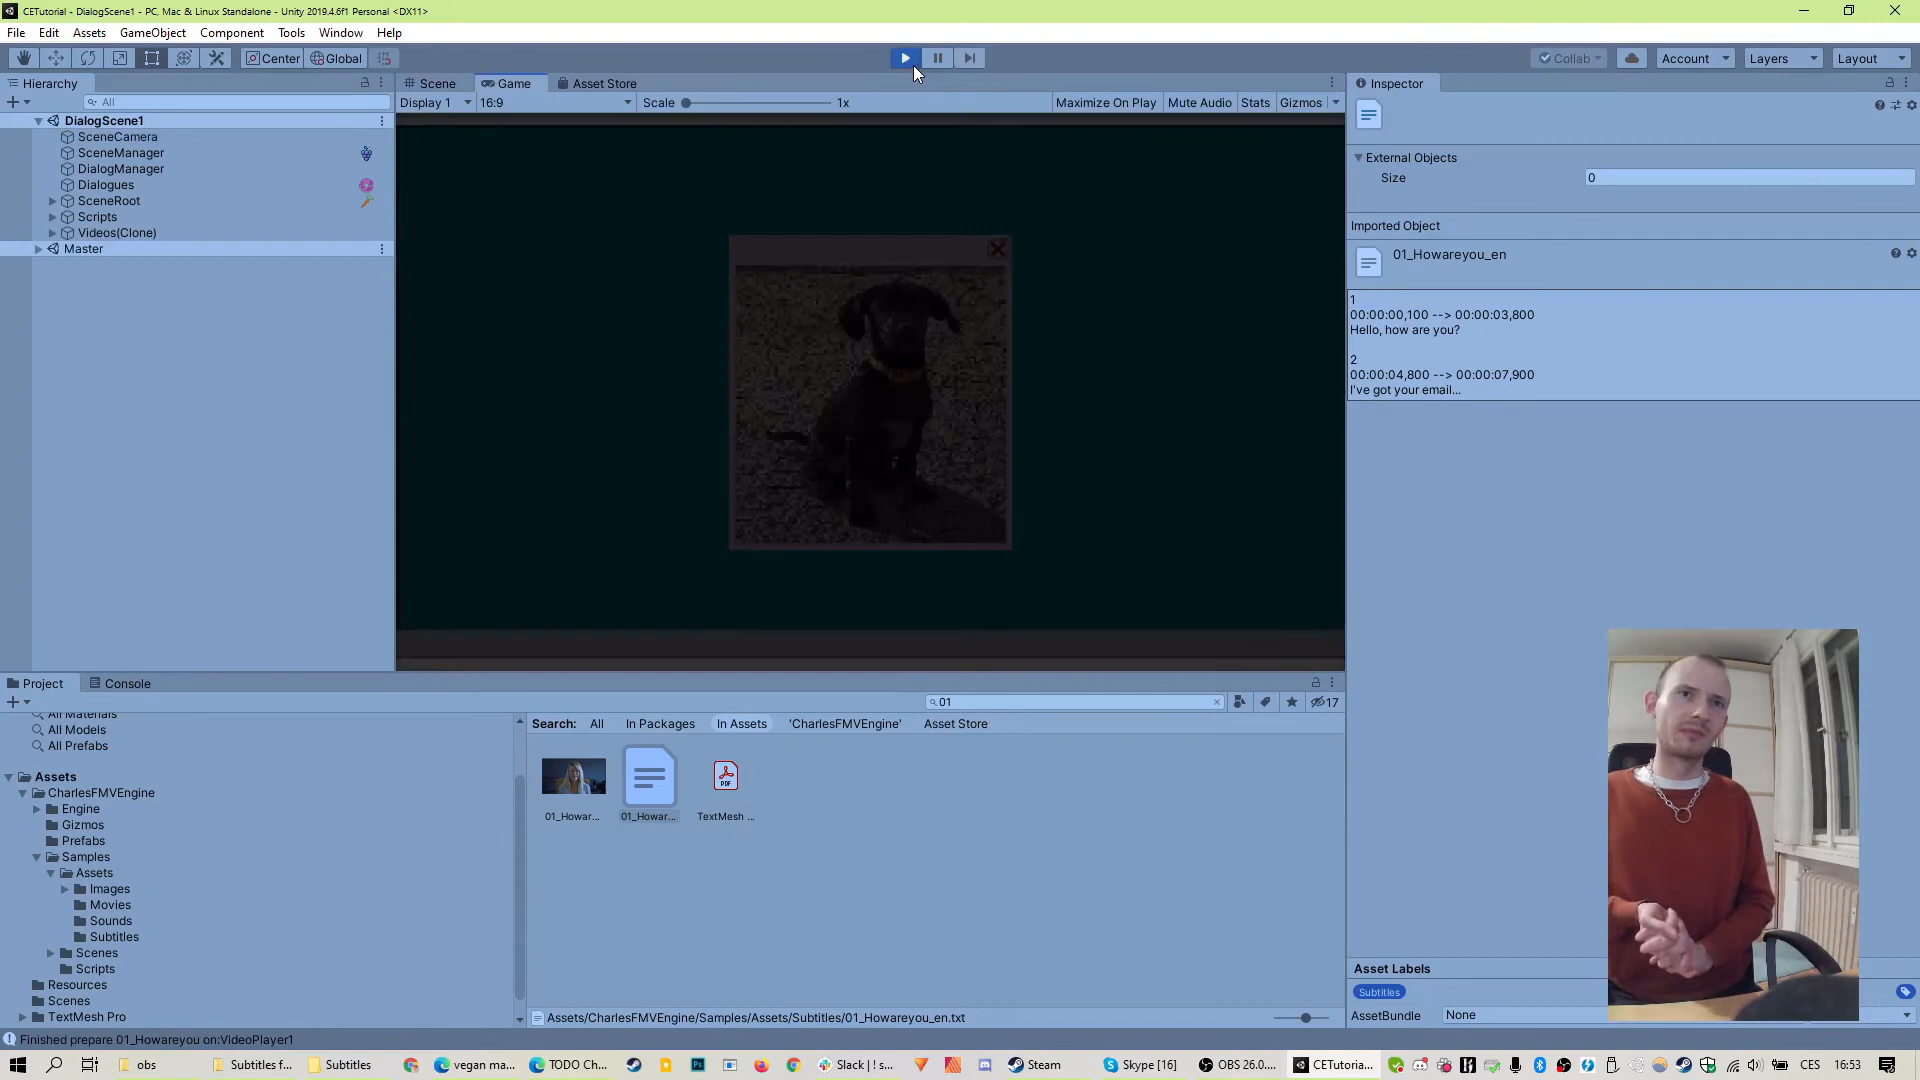 CETutorial - DialogScene1 - PC, Mac & Linux Standalone - Unity 2019.4.6f1 Personal <DX11>
File Edit Assets GameObject Component Tools Window Help
Center Global Collab Account Layers Layout
Hierarchy
All
DialogScene1
SceneCamera
SceneManager
DialogManager
Dialogues
SceneRoot
Scripts
Videos(Clone)
Master
Scene Game Asset Store
Display 1 16:9 Scale 1x Maximize On Play Mute Audio Stats Gizmos
Inspector
External Objects
Size 0
Imported Object
01_Howareyou_en
1
00:00:00,100 --> 00:00:03,800
Hello, how are you?
2
00:00:04,800 --> 00:00:07,900
I've got your email...
Project Console
01
17
All Materials
All Models
All Prefabs
Assets
CharlesFMVEngine
Engine
Gizmos
Prefabs
Samples
Assets
Images
Movies
Sounds
Subtitles
Scenes
Scripts
Resources
Scenes
TextMesh Pro
Search: All In Packages In Assets 'CharlesFMVEngine' Asset Store
PDF
01_Howar... 01_Howar... TextMesh ...
Assets/CharlesFMVEngine/Samples/Assets/Subtitles/01_Howareyou_en.txt
Asset Labels
Subtitles
AssetBundle None
Finished prepare 01_Howareyou on:VideoPlayer1
obs Subtitles f... Subtitles vegan ma... TODO Ch... Slack | ! s... Steam Skype [16] OBS 26.0.... CETutoria... CES 16:53